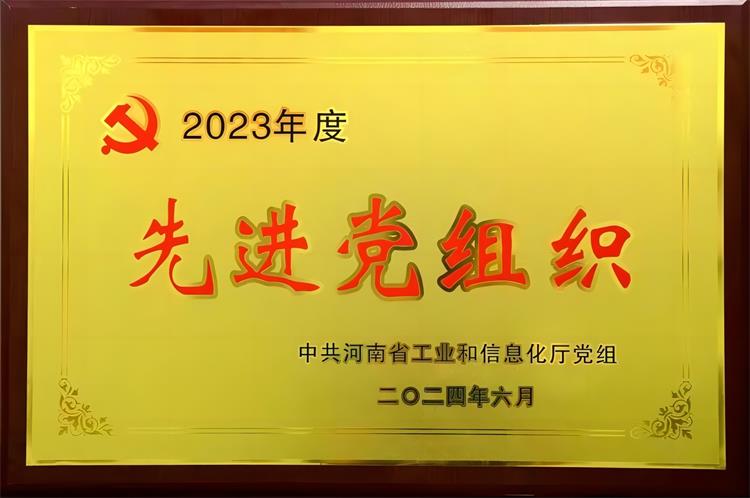 2023年度
先进党组织
中共河南省工业和信息化厅党组
二〇二四年六月